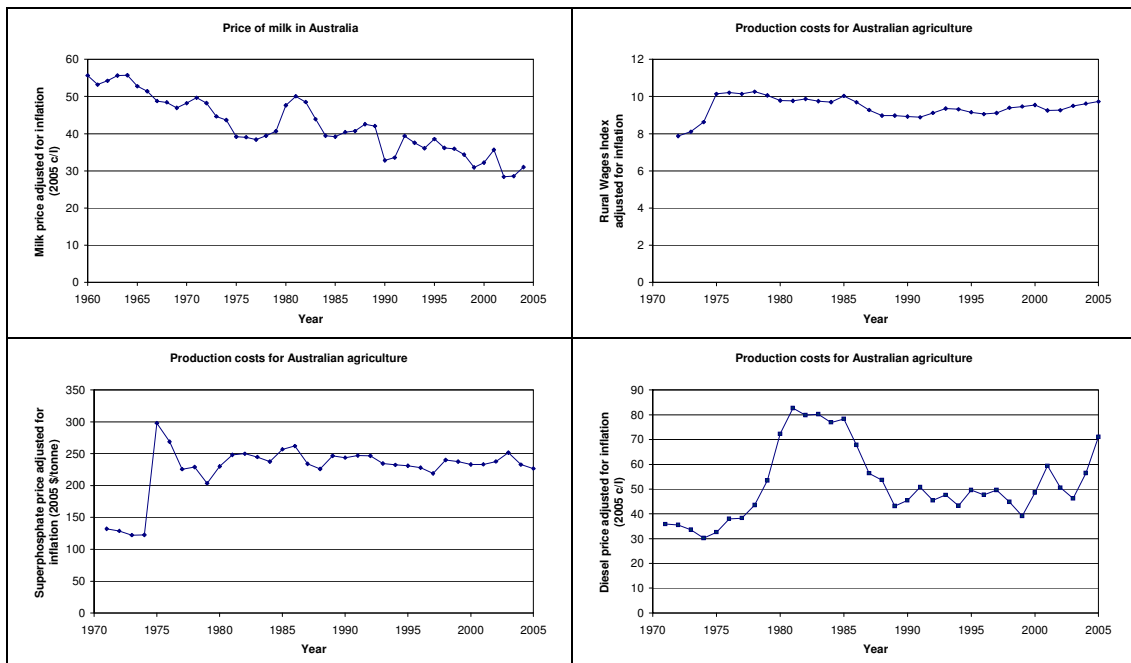 Price of milk in Australia
Milk price adjusted for inflation
(2005 c/l)
60
50
40
30
20
10
0
1960 1965 1970 1975 1980 1985 1990 1995 2000 2005
Year
Production costs for Australian agriculture
Rural Wages Index
adjusted for inflation
12
10
8
6
4
2
0
1970 1975 1980 1985 1990 1995 2000 2005
Year
Production costs for Australian agriculture
Superphosphate price adjusted for
inflation (2005 $/tonne)
350
300
250
200
150
100
50
0
1970 1975 1980 1985 1990 1995 2000 2005
Year
Production costs for Australian agriculture
Diesel price adjusted for inflation
(2005 c/l)
90
80
70
60
50
40
30
20
10
0
1970 1975 1980 1985 1990 1995 2000 2005
Year